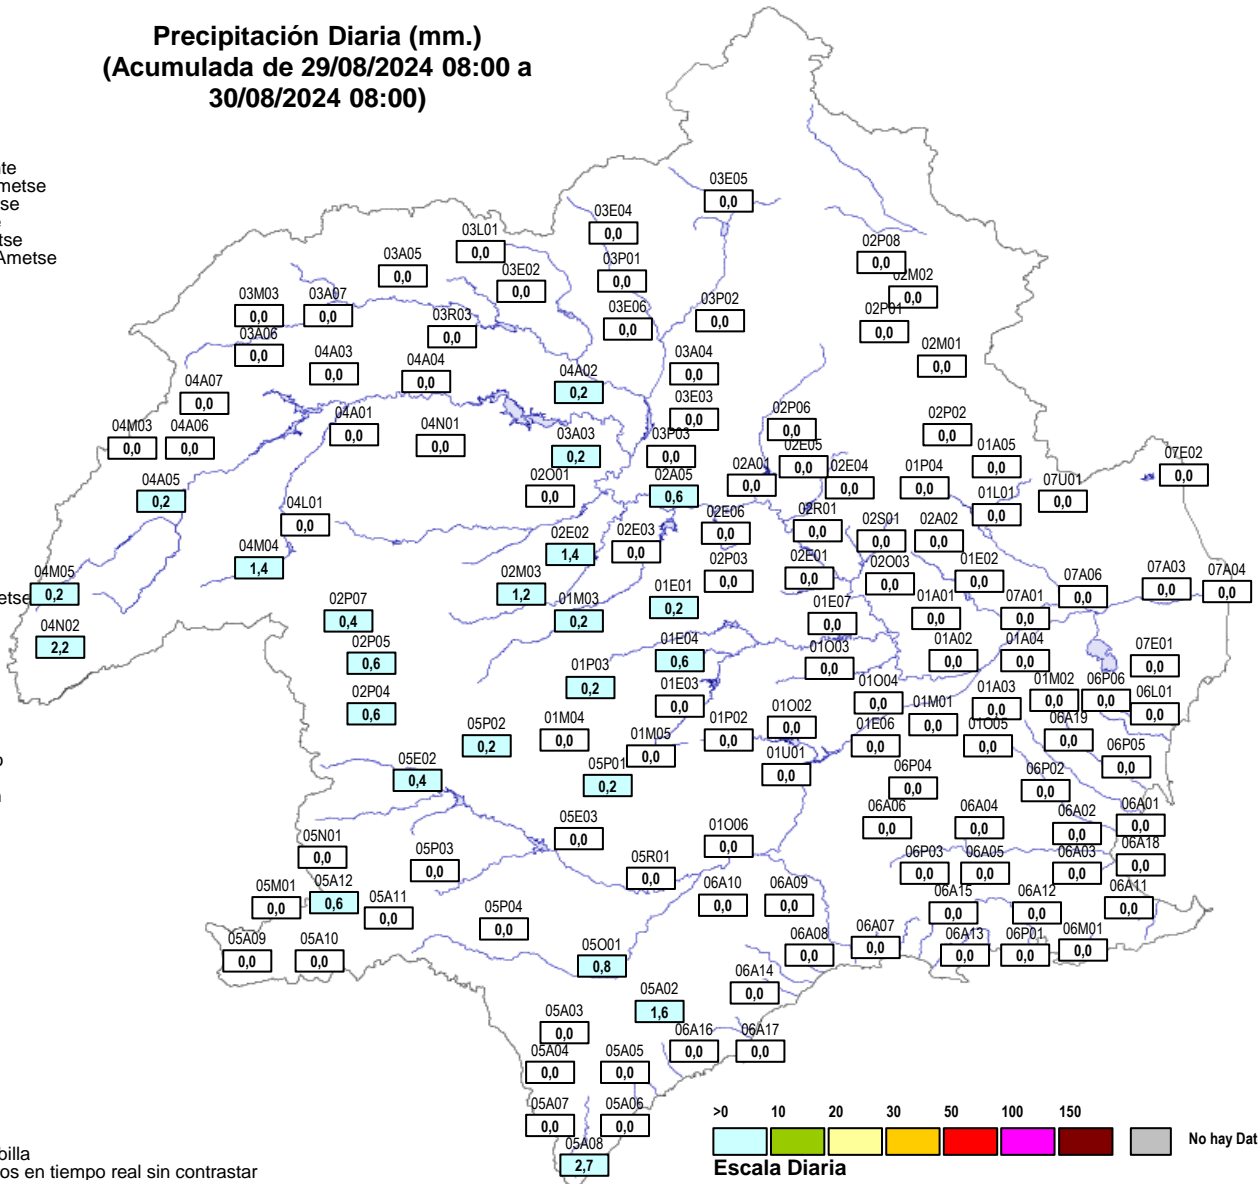 Precipitación Diaria (mm.)
(Acumulada de 29/08/2024 08:00 a
30/08/2024 08:00)
03E05
0,0
03E04
0,0
03L01
0,0
03A05
0,0
03P01
0,0
03E02
0,0
02P08
0,0
02M02
0,0
03M03
0,0
03A07
0,0
03R03
0,0
03E06
0,0
03P02
0,0
02P01
0,0
03A06
0,0
04A03
0,0
04A04
0,0
04A02
0,2
03A04
0,0
02M01
0,0
04A07
0,0
03E03
0,0
04M03
0,0
04A06
0,0
04A01
0,0
04N01
0,0
03A03
0,2
03P03
0,0
02P06
0,0
02E05
0,0
02P02
0,0
01A05
0,0
07E02
0,0
04A05
0,2
02O01
0,0
02A05
0,6
02A01
0,0
02E04
0,0
01P04
0,0
01L01
0,0
07U01
0,0
04L01
0,0
02E02
1,4
02E03
0,0
02E06
0,0
02R01
0,0
02S01
0,0
02A02
0,0
04M04
1,4
04M05
0,2
02M03
1,2
01M03
0,2
01E01
0,2
02P03
0,0
02E01
0,0
02O03
0,0
01E02
0,0
07A06
0,0
07A03
0,0
07A04
0,0
04N02
2,2
02P07
0,4
01E07
0,0
01A01
0,0
07A01
0,0
02P05
0,6
01E04
0,6
01O03
0,0
01A02
0,0
01A04
0,0
07E01
0,0
01P03
0,2
01E03
0,0
02P04
0,6
01O04
0,0
01M01
0,0
01A03
0,0
01M02
0,0
06P06
0,0
06L01
0,0
05P02
0,2
01M04
0,0
01M05
0,0
01P02
0,0
01O02
0,0
01E06
0,0
01O05
0,0
06A19
0,0
06P05
0,0
05E02
0,4
05P01
0,2
01U01
0,0
06P04
0,0
06P02
0,0
05N01
0,0
05P03
0,0
05E03
0,0
01O06
0,0
06A06
0,0
06A04
0,0
06A02
0,0
06A01
0,0
05R01
0,0
06P03
0,0
06A05
0,0
06A03
0,0
06A18
0,0
05M01
0,0
05A12
0,6
05A11
0,0
05P04
0,0
06A10
0,0
06A09
0,0
06A15
0,0
06A12
0,0
06A11
0,0
05A09
0,0
05A10
0,0
05O01
0,8
06A08
0,0
06A07
0,0
06A13
0,0
06P01
0,0
06M01
0,0
06A14
0,0
05A02
1,6
05A03
0,0
06A16
0,0
06A17
0,0
05A04
0,0
05A05
0,0
05A07
0,0
05A06
0,0
05A08
2,7
>0 10 20 30 50 100 150
No hay Dat
Escala Diaria
os en tiempo real sin contrastar